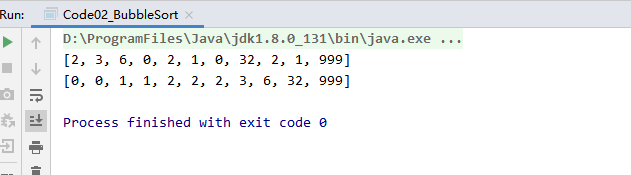 Run: Code02_BubbleSort ×
D:\ProgramFiles\Java\jdk1.8.0_131\bin\java.exe ...
[2, 3, 6, 0, 2, 1, 0, 32, 2, 1, 999]
[0, 0, 1, 1, 2, 2, 2, 3, 6, 32, 999]
Process finished with exit code 0